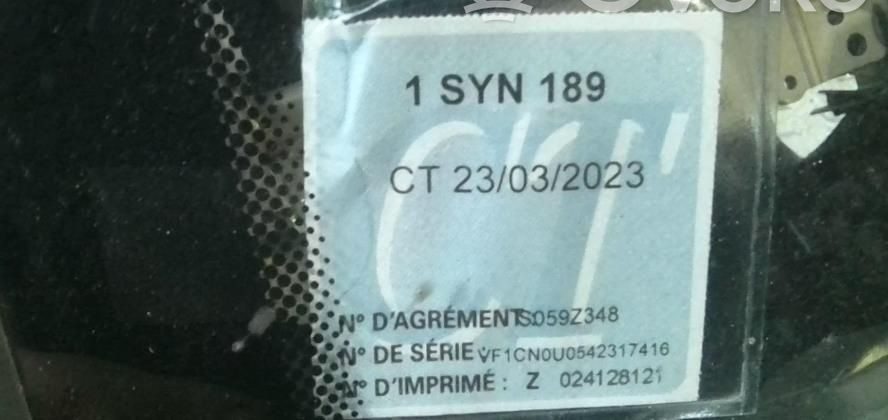 1 SYN 189
CT 23/03/2023
N° D'AGRÉMENT: S059Z348
N° DE SÉRIE VF1CN0U0542317416
N° D'IMPRIMÉ : Z 024128121